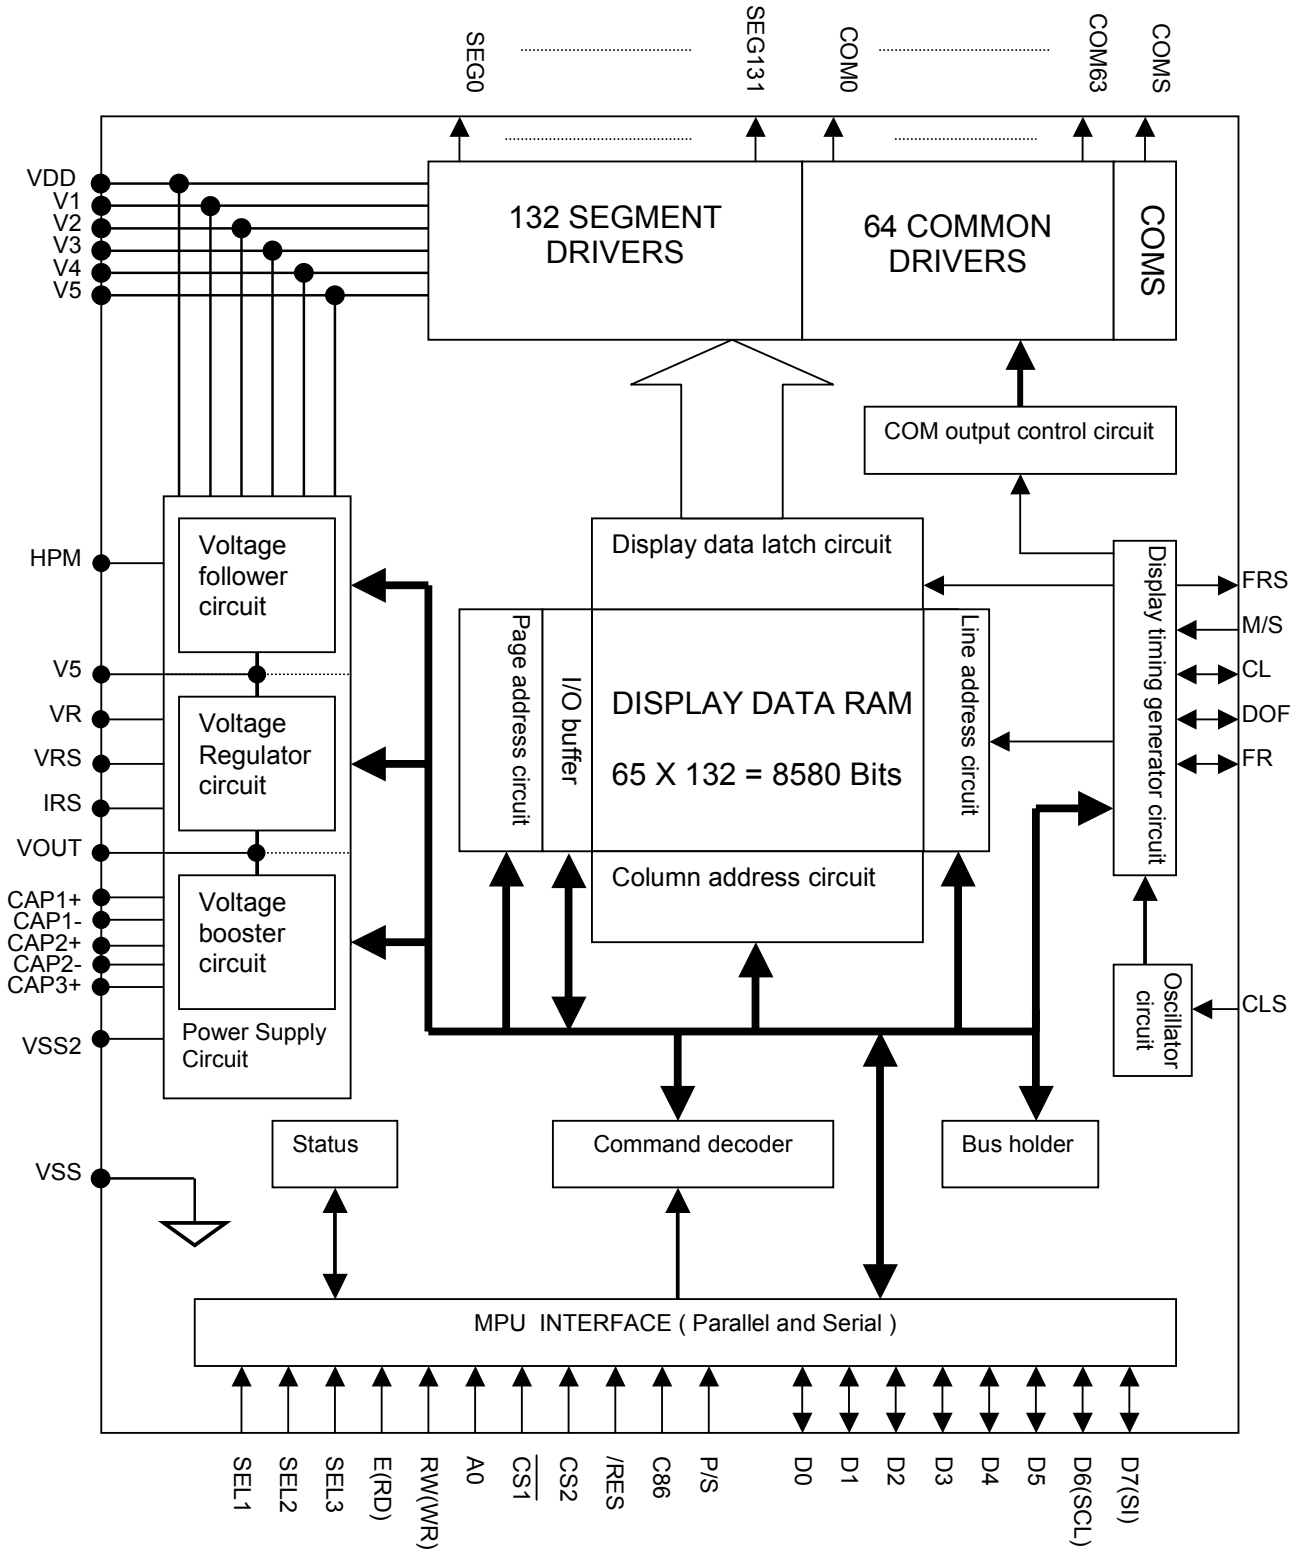 SEG0
SEG131
COM0
COM63
COMS
VDD
V1
V2
V3
V4
V5
132 SEGMENT
DRIVERS
64 COMMON
DRIVERS
COMS
COM output control circuit
HPM
V5
VR
VRS
IRS
VOUT
CAP1+
CAP1-
CAP2+
CAP2-
CAP3+
VSS2
VSS
Voltage
follower
circuit
Voltage
Regulator
circuit
Voltage
booster
circuit
Power Supply
Circuit
Display data latch circuit
Page address circuit
I/O buffer
DISPLAY DATA RAM
65 X 132 = 8580 Bits
Line address circuit
Column address circuit
Display timing generator circuit
FRS
M/S
CL
DOF
FR
Oscillator
circuit
CLS
Status
Command decoder
Bus holder
MPU INTERFACE ( Parallel and Serial )
SEL1
SEL2
SEL3
E(RD)
RW(WR)
A0
CS1
CS2
/RES
C86
P/S
D0
D1
D2
D3
D4
D5
D6(SCL)
D7(SI)